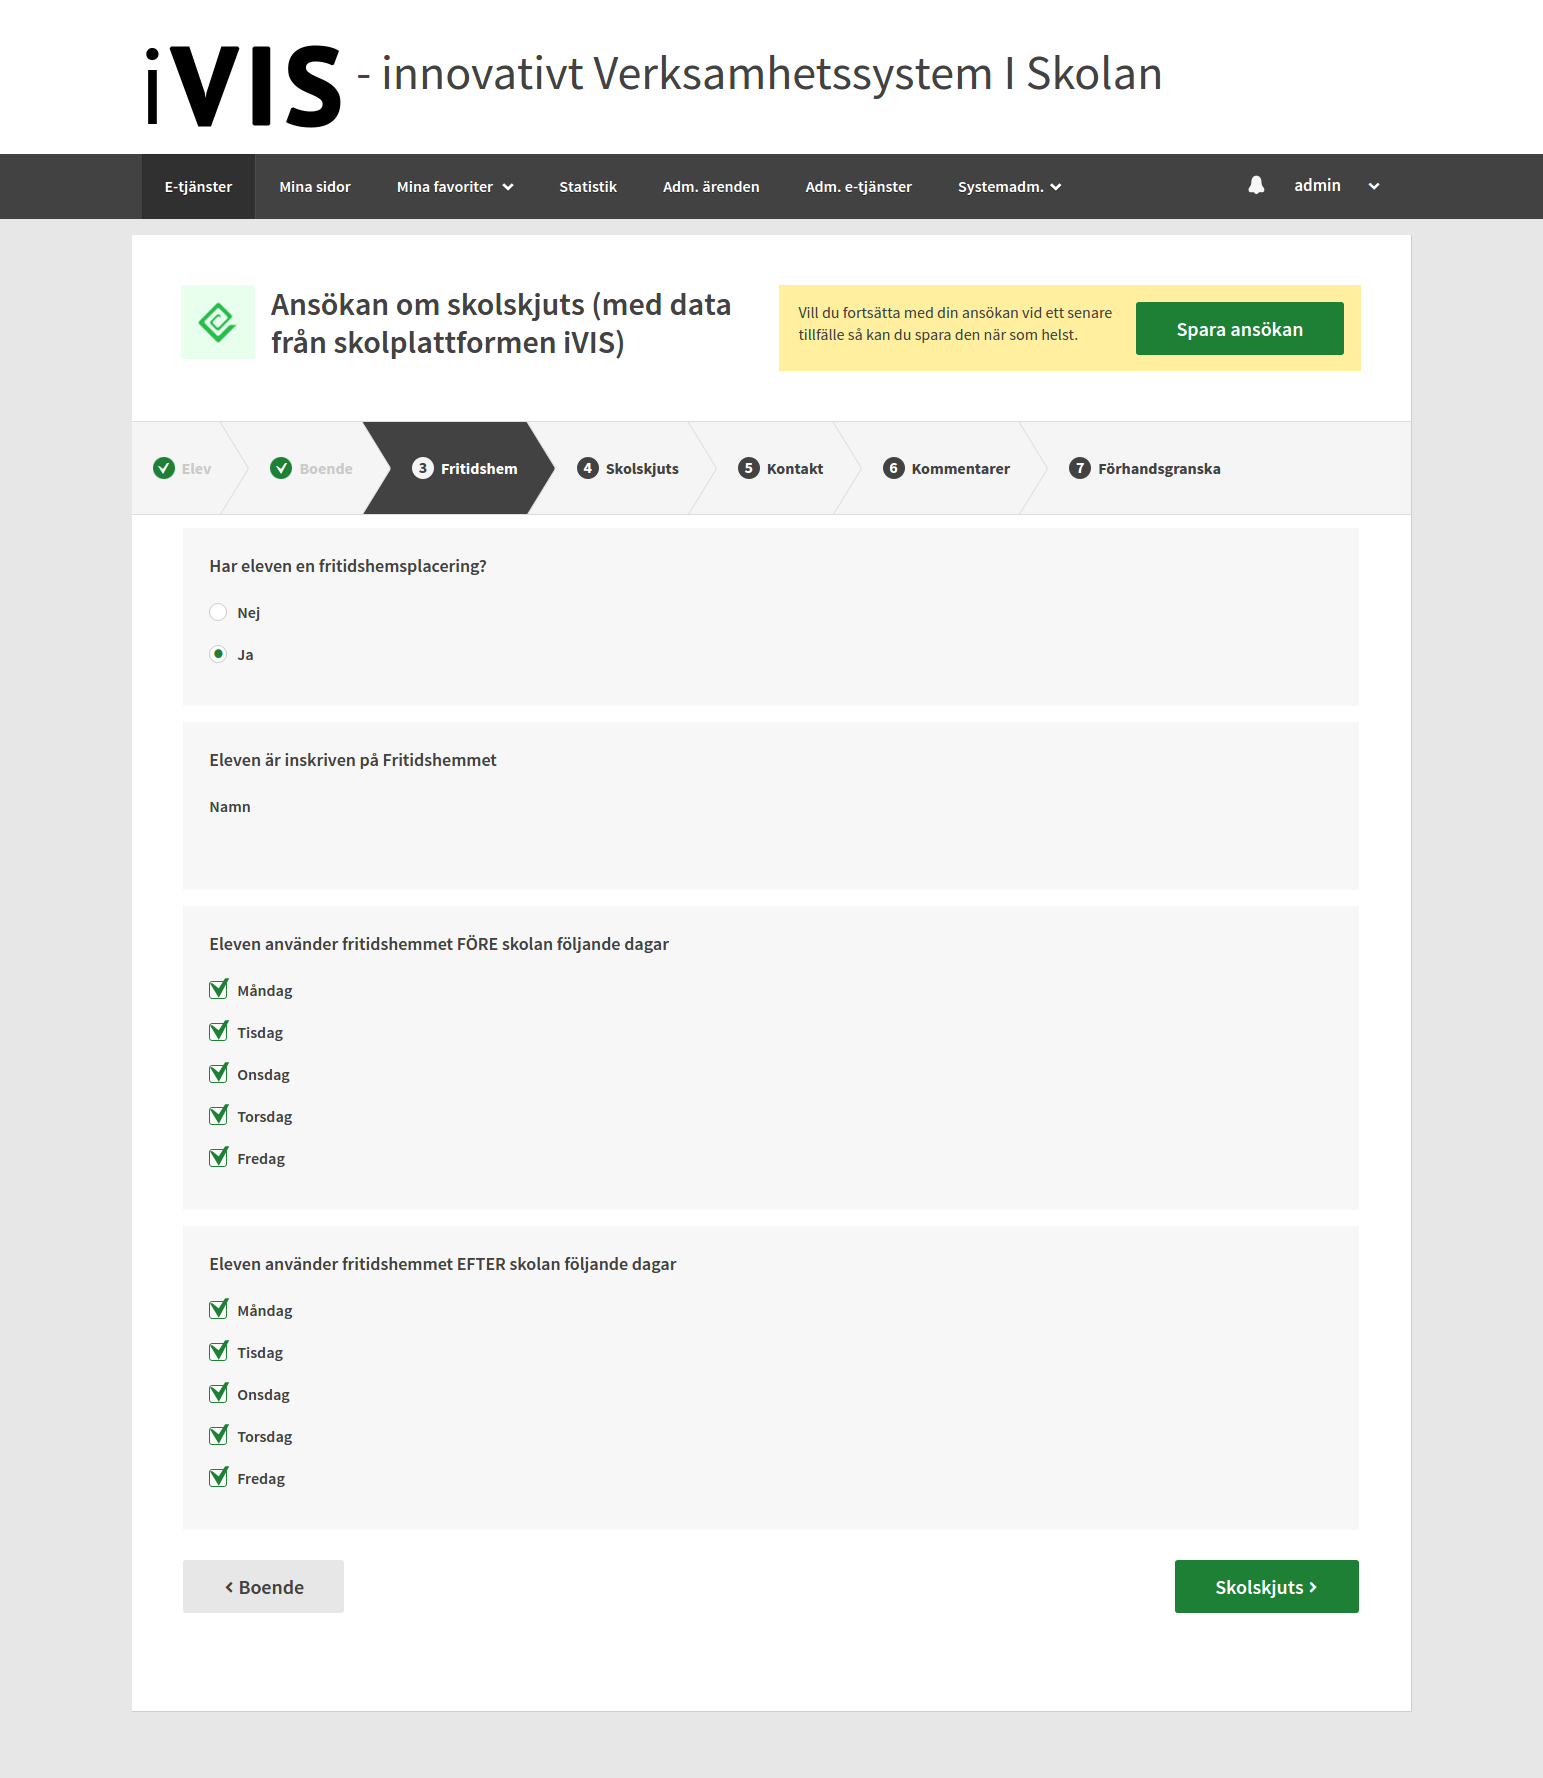 iVIS - innovativt Verksamhetssystem I Skolan
E-tjänster Mina sidor Mina favoriter Statistik Adm. ärenden Adm. e-tjänster Systemadm. admin
Ansökan om skolskjuts (med data
från skolplattformen iVIS)
Vill du fortsätta med din ansökan vid ett senare
tillfälle så kan du spara den när som helst.
Spara ansökan
Elev Boende 3 Fritidshem 4 Skolskjuts 5 Kontakt 6 Kommentarer 7 Förhandsgranska
Har eleven en fritidshemsplacering?
Nej
Ja
Eleven är inskriven på Fritidshemmet
Namn
Eleven använder fritidshemmet FÖRE skolan följande dagar
Måndag
Tisdag
Onsdag
Torsdag
Fredag
Eleven använder fritidshemmet EFTER skolan följande dagar
Måndag
Tisdag
Onsdag
Torsdag
Fredag
‹ Boende
Skolskjuts ›